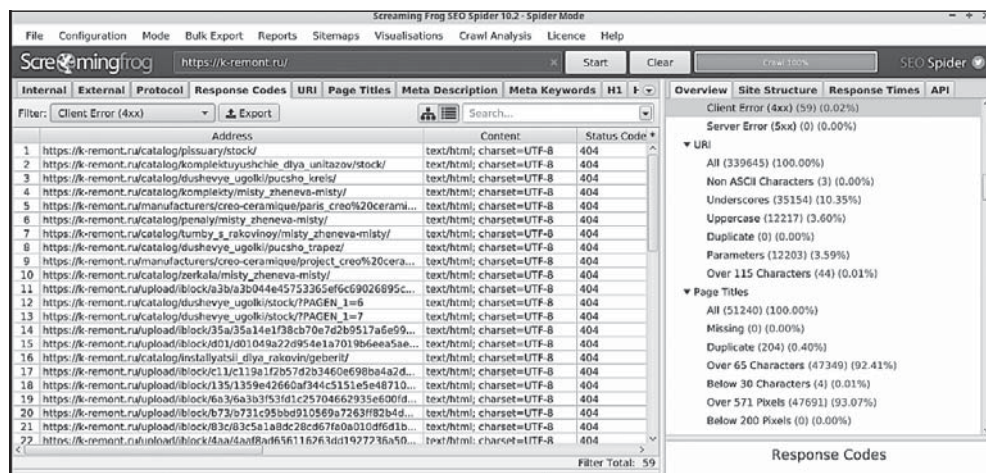 Screaming Frog SEO Spider 10.2 - Spider Mode
File Configuration Mode Bulk Export Reports Sitemaps Visualisations Crawl Analysis Licence Help
Screamingfrog https://k-remont.ru/ Start Clear Crawl 100% SEO Spider
Internal External Protocol Response Codes URI Page Titles Meta Description Meta Keywords H1
Filter: Client Error (4xx) Export Search...
Address Content Status Code
1 https://k-remont.ru/catalog/pissuary/stock/ text/html; charset=UTF-8 404
2 https://k-remont.ru/catalog/komplektuyushchie_dlya_unitazov/stock/ text/html; charset=UTF-8 404
3 https://k-remont.ru/catalog/dushevye_ugolki/pucsho_kreis/ text/html; charset=UTF-8 404
4 https://k-remont.ru/catalog/komplekty/misty_zheneva-misty/ text/html; charset=UTF-8 404
5 https://k-remont.ru/manufacturers/creo-ceramique/paris_creo%20cerami... text/html; charset=UTF-8 404
6 https://k-remont.ru/catalog/penaly/misty_zheneva-misty/ text/html; charset=UTF-8 404
7 https://k-remont.ru/catalog/tumby_s_rakovinoy/misty_zheneva-misty/ text/html; charset=UTF-8 404
8 https://k-remont.ru/catalog/dushevye_ugolki/pucsho_trapez/ text/html; charset=UTF-8 404
9 https://k-remont.ru/manufacturers/creo-ceramique/project_creo%20cera... text/html; charset=UTF-8 404
10 https://k-remont.ru/catalog/zerkala/misty_zheneva-misty/ text/html; charset=UTF-8 404
11 https://k-remont.ru/upload/iblock/a3b/a3b044e45753365ef6c69026895c... text/html; charset=UTF-8 404
12 https://k-remont.ru/catalog/dushevye_ugolki/stock/?PAGEN_1=6 text/html; charset=UTF-8 404
13 https://k-remont.ru/catalog/dushevye_ugolki/stock/?PAGEN_1=7 text/html; charset=UTF-8 404
14 https://k-remont.ru/upload/iblock/35a/35a14e1f38cb70e7d2b9517a6e99... text/html; charset=UTF-8 404
15 https://k-remont.ru/upload/iblock/d01/d01049a22d954e1a7019b6eea5ae... text/html; charset=UTF-8 404
16 https://k-remont.ru/catalog/installyatsii_dlya_rakovin/geberit/ text/html; charset=UTF-8 404
17 https://k-remont.ru/upload/iblock/c11/c119a1f2b57d2b3460e698ba4a2d... text/html; charset=UTF-8 404
18 https://k-remont.ru/upload/iblock/135/1359e42660af344c5151e5e48710... text/html; charset=UTF-8 404
19 https://k-remont.ru/upload/iblock/6a3/6a3b3f53fd1c25704662935e600fd... text/html; charset=UTF-8 404
20 https://k-remont.ru/upload/iblock/b73/b731c95bbd910569a7263ff82b4d... text/html; charset=UTF-8 404
21 https://k-remont.ru/upload/iblock/83c/83c5a1a8dc28cd67fa0a010df6d1b... text/html; charset=UTF-8 404
22 https://k-remont.ru/upload/iblock/4aa/4aaf8ad656116263dd1927236a50... text/html; charset=UTF-8 404
Filter Total: 59
Overview Site Structure Response Times API
Client Error (4xx) (59) (0.02%)
Server Error (5xx) (0) (0.00%)
URI
All (339645) (100.00%)
Non ASCII Characters (3) (0.00%)
Underscores (35154) (10.35%)
Uppercase (12217) (3.60%)
Duplicate (0) (0.00%)
Parameters (12203) (3.59%)
Over 115 Characters (44) (0.01%)
Page Titles
All (51240) (100.00%)
Missing (0) (0.00%)
Duplicate (204) (0.40%)
Over 65 Characters (47349) (92.41%)
Below 30 Characters (4) (0.01%)
Over 571 Pixels (47691) (93.07%)
Below 200 Pixels (0) (0.00%)
Response Codes